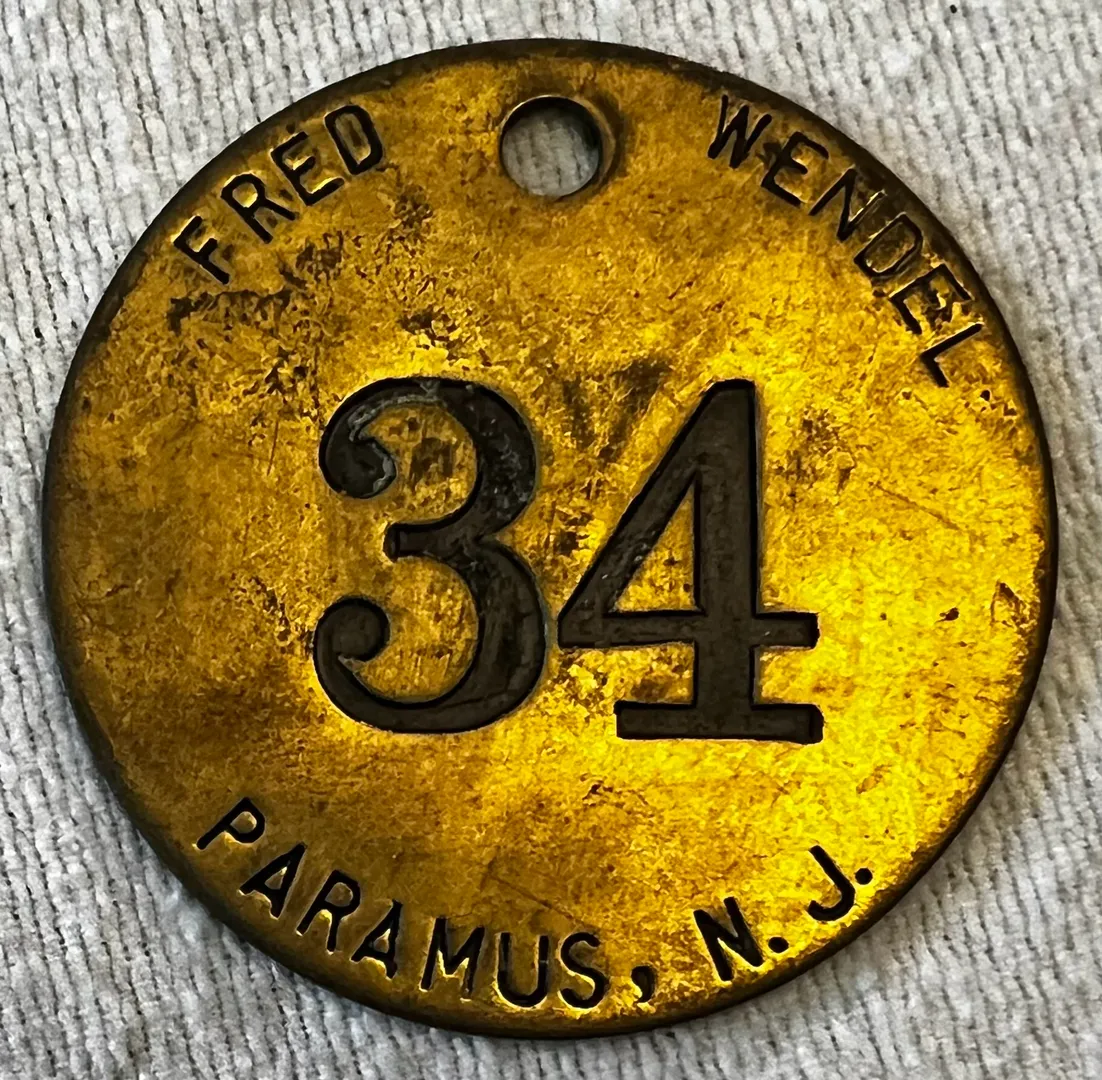 FRED WENDEL
34
PARAMUS, N. J.